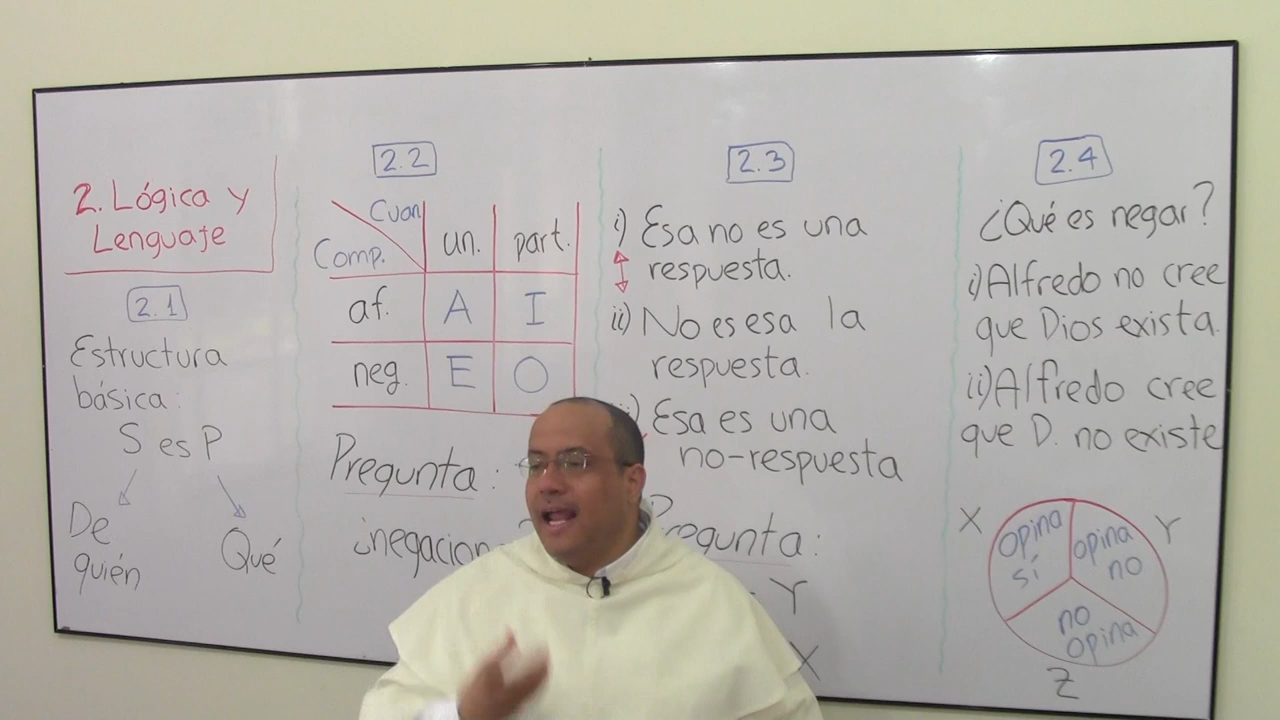 2. Lógica y
Lenguaje
2.1
Estructura
básica:
S es P
De
quién
Qué
2.2
Cuan
Comp.
un. part.
af. A I
neg. E O
Pregunta:
¿negacion
2.3
i) Esa no es una
respuesta.
ii) No es esa la
respuesta.
Esa es una
no-respuesta
Pregunta:
Y
X
2.4
¿Qué es negar?
i) Alfredo no cree
que Dios exista.
ii) Alfredo cree
que D. no existe
X
opina
sí
Y
opina
no
no
opina
Z